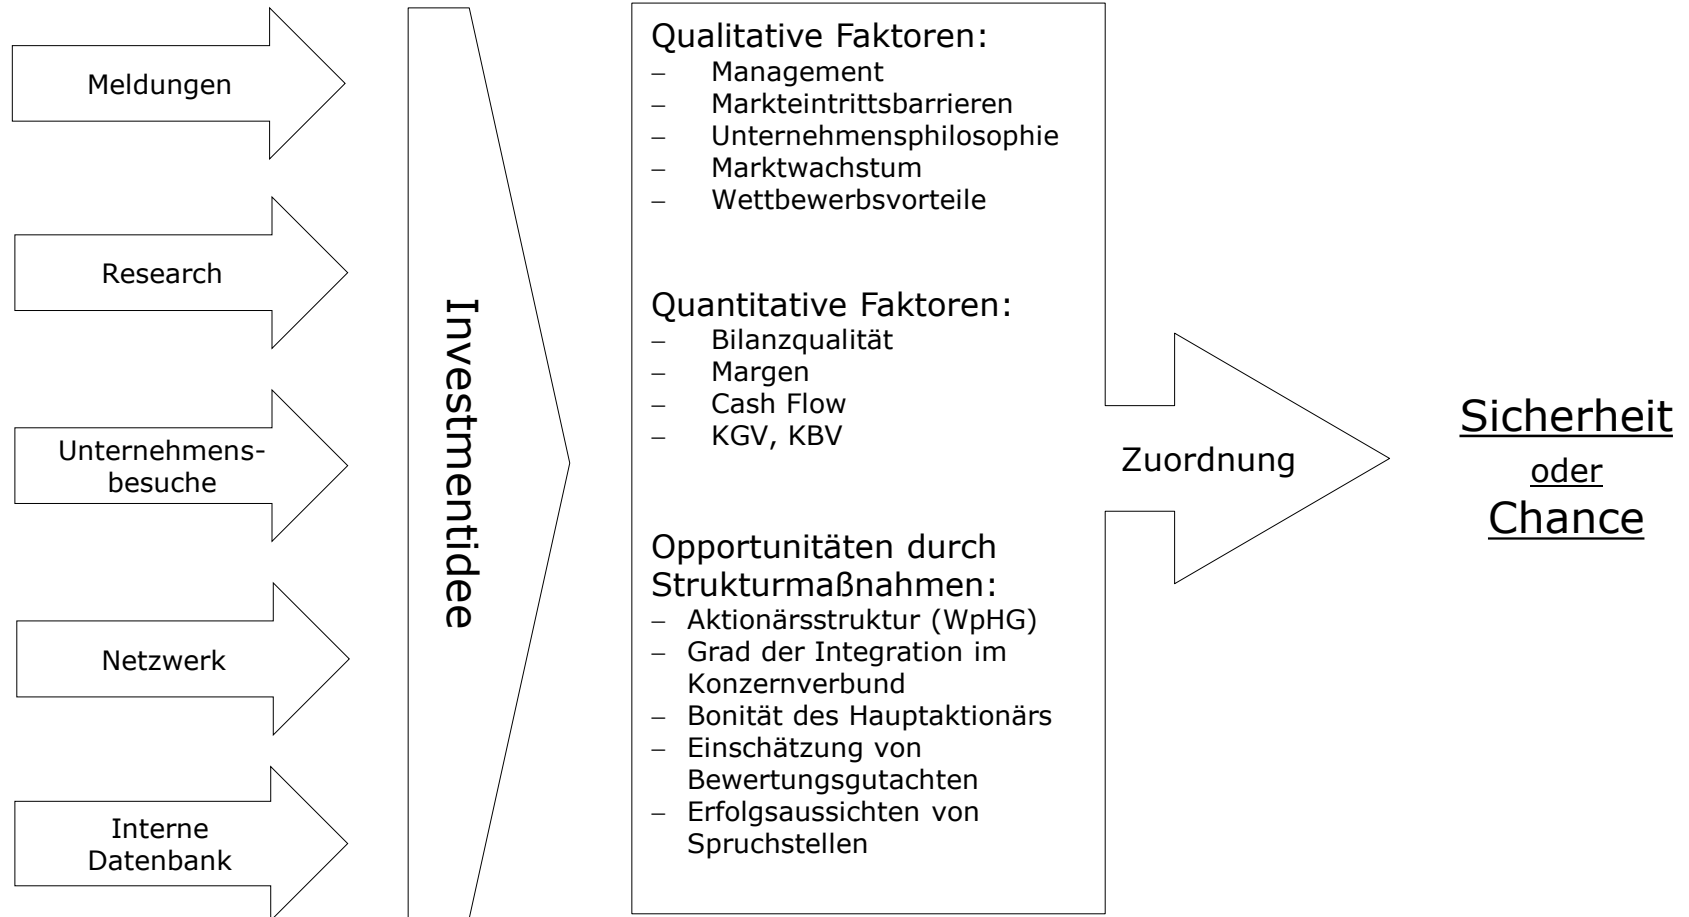 Meldungen
Research
Unternehmens-
besuche
Netzwerk
Interne
Datenbank
Investmentidee
Qualitative Faktoren:
– Management
– Markteintrittsbarrieren
– Unternehmensphilosophie
– Marktwachstum
– Wettbewerbsvorteile
Quantitative Faktoren:
– Bilanzqualität
– Margen
– Cash Flow
– KGV, KBV
Opportunitäten durch
Strukturmaßnahmen:
– Aktionärsstruktur (WpHG)
– Grad der Integration im
Konzernverbund
– Bonität des Hauptaktionärs
– Einschätzung von
Bewertungsgutachten
– Erfolgsaussichten von
Spruchstellen
Zuordnung
Sicherheit
oder
Chance